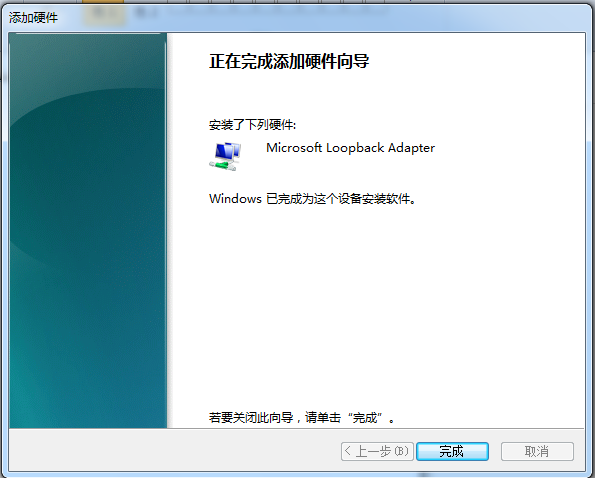 添加硬件
正在完成添加硬件向导
安装了下列硬件:
Microsoft Loopback Adapter
Windows 已完成为这个设备安装软件。
若要关闭此向导，请单击“完成”。
< 上一步(B) 完成 取消